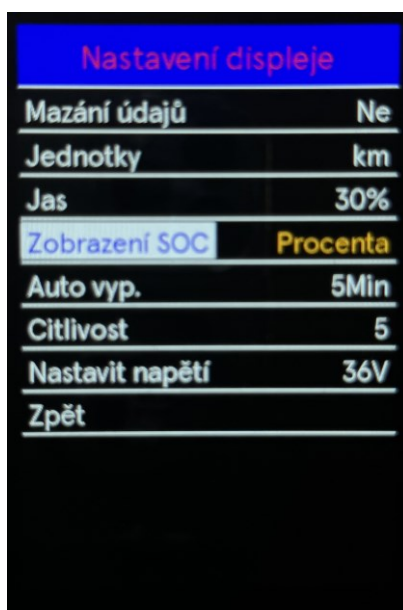 Nastavení displeje
Mazání údajů Ne
Jednotky km
Jas 30%
Zobrazení SOC Procenta
Auto vyp. 5Min
Citlivost 5
Nastavit napětí 36V
Zpět